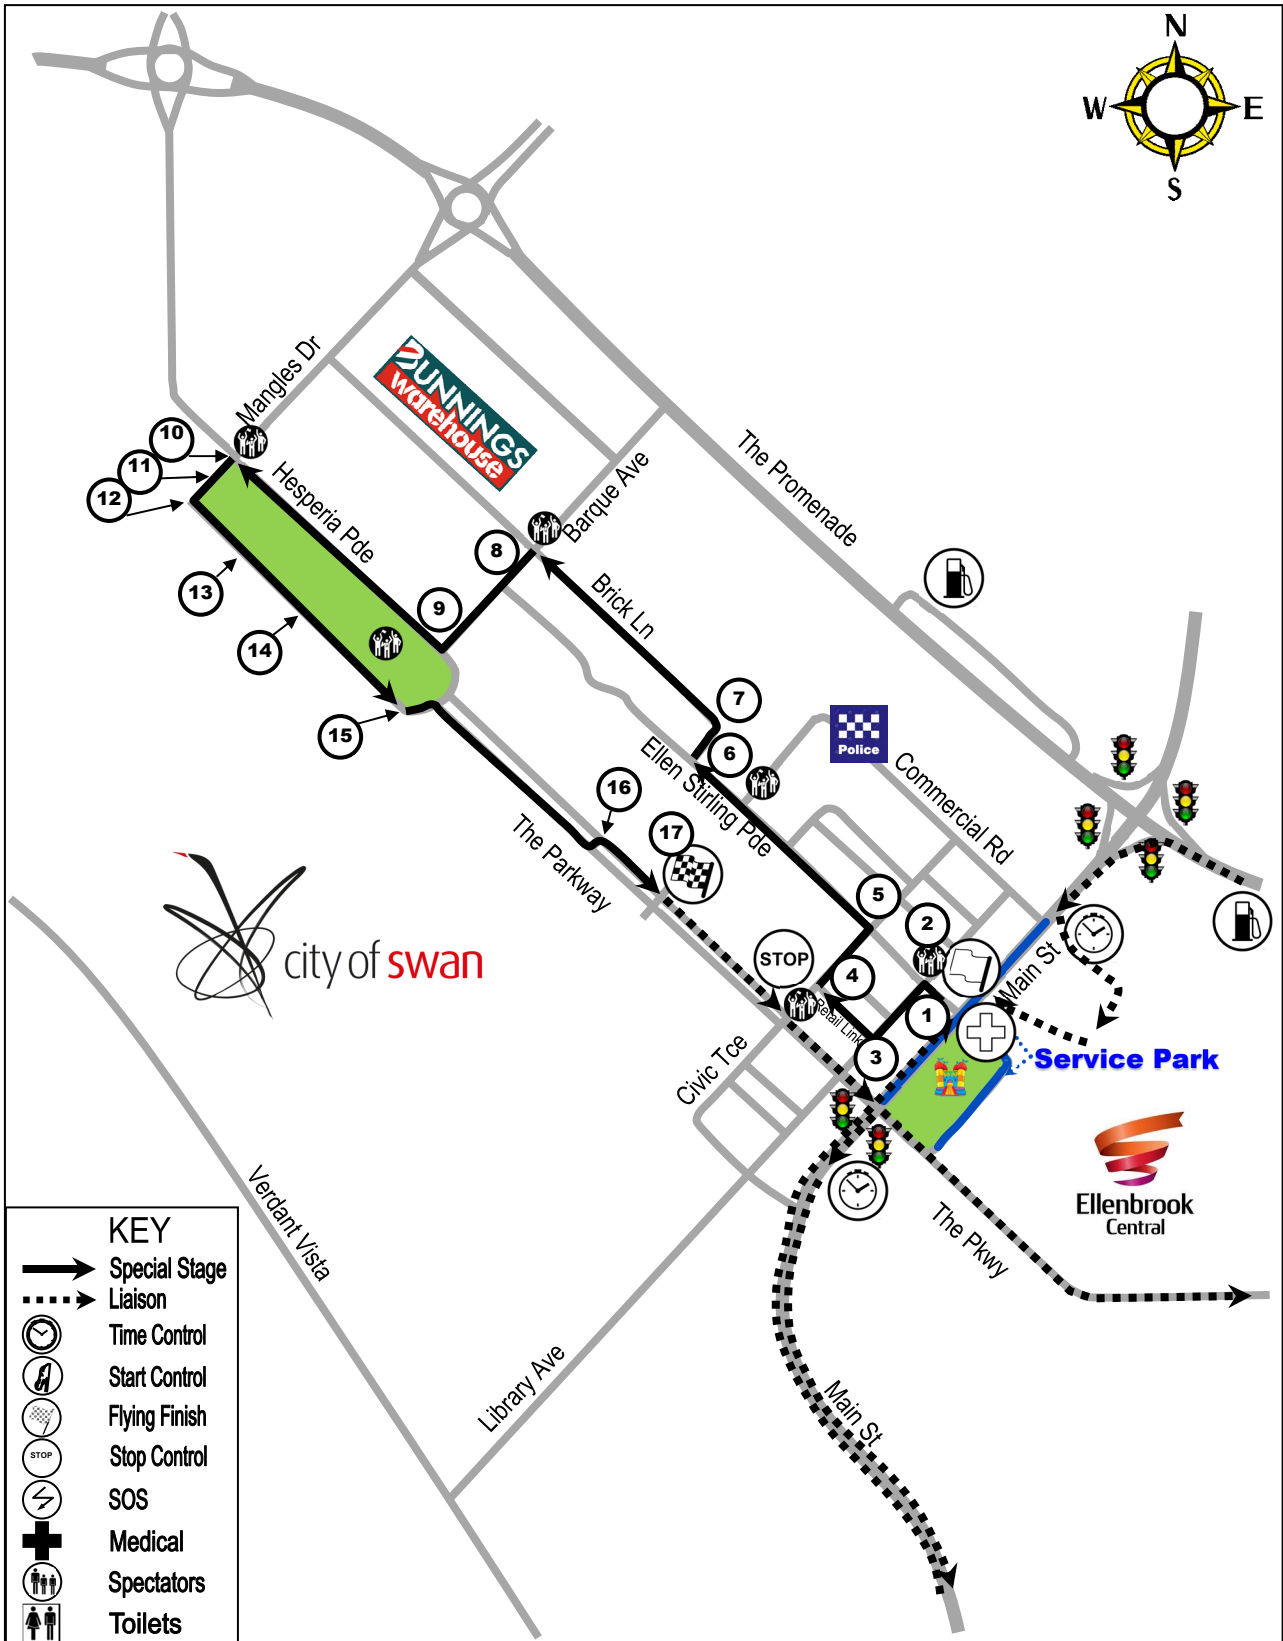 N
W E
S
Mangles Dr
BUNNINGS
warehouse
10
11
12
Hesperia Pde
Barque Ave
The Promenade
8
Brick Ln
9
13
14
15
7
6
Police
Ellen Stirling Pde
Commercial Rd
16
17
The Parkway
5
2
city of swan
STOP
4
Main St
Retail Link
1
3
Service Park
Civic Tce
Ellenbrook
Central
The Pkwy
Verdant Vista
Library Ave
Main St
KEY
Special Stage
Liaison
Time Control
Start Control
Flying Finish
STOP Stop Control
SOS
Medical
Spectators
Toilets